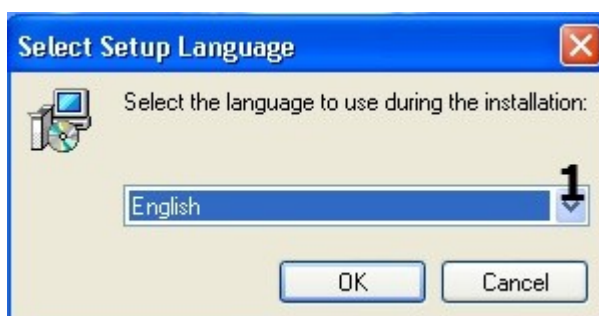 Select Setup Language
Select the language to use during the installation:
1
English
OK
Cancel